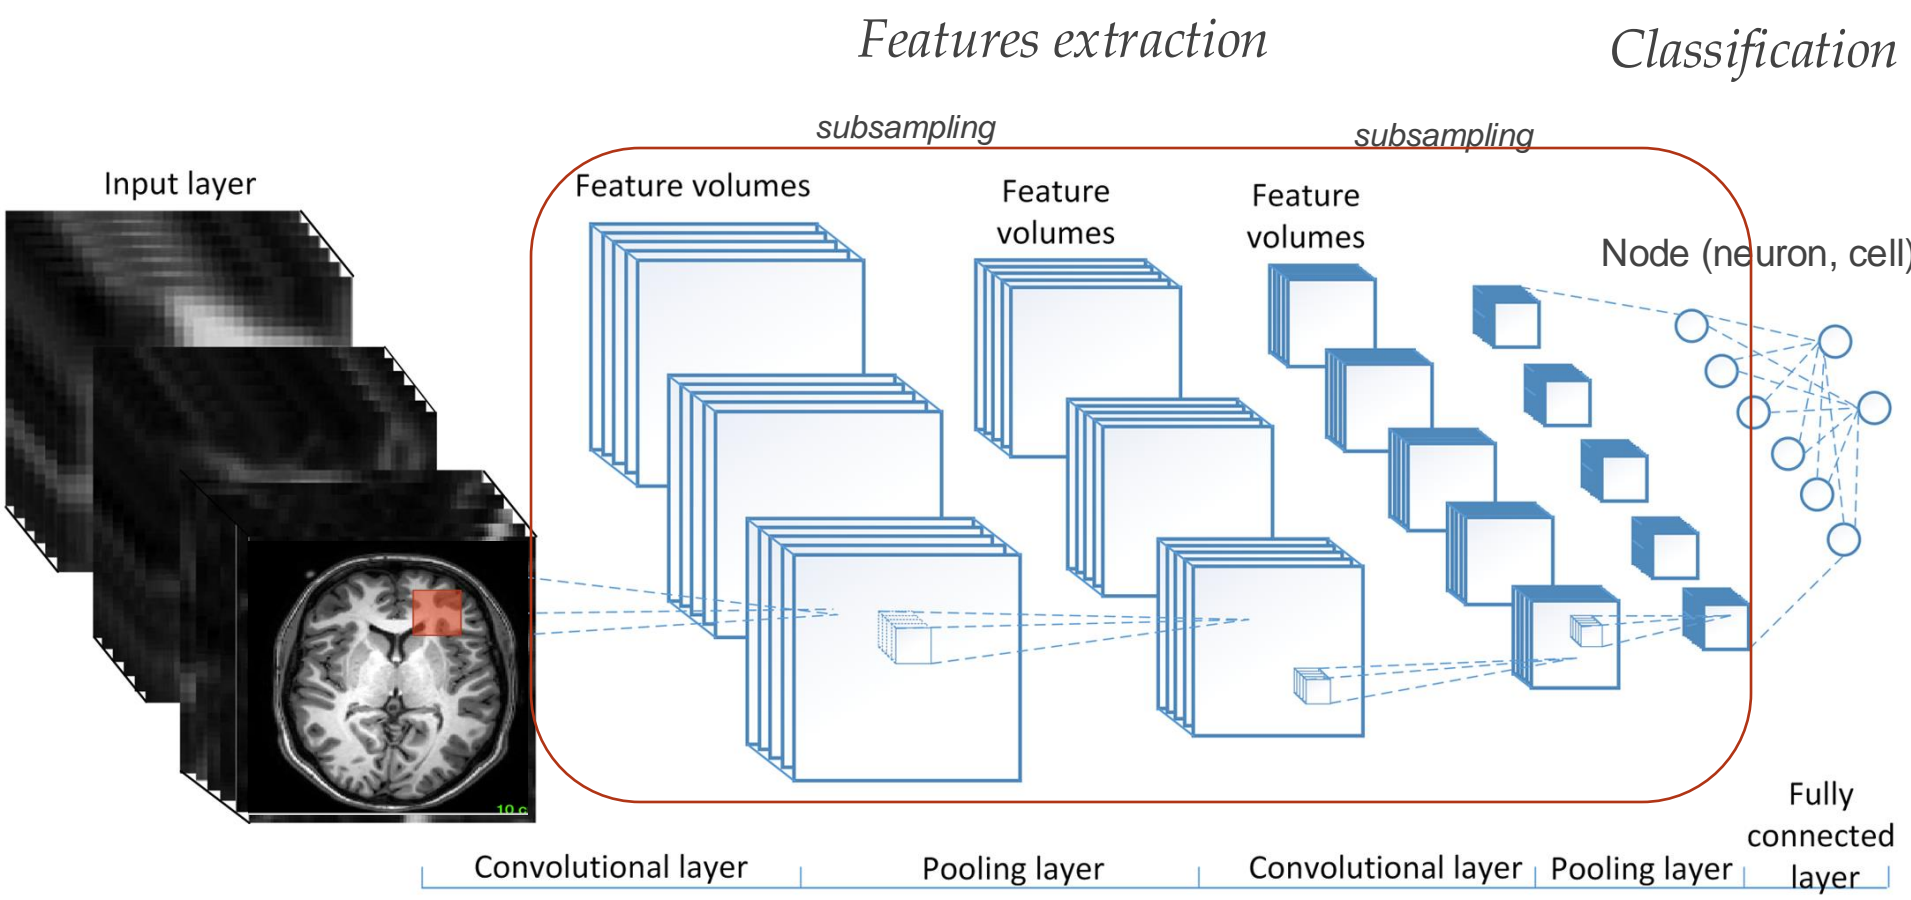 Features extraction
Classification
subsampling
subsampling
Input layer
Feature volumes
Feature
volumes
Feature
volumes
Node (neuron, cell)
10 c
Convolutional layer
Pooling layer
Convolutional layer
Pooling layer
Fully
connected
layer